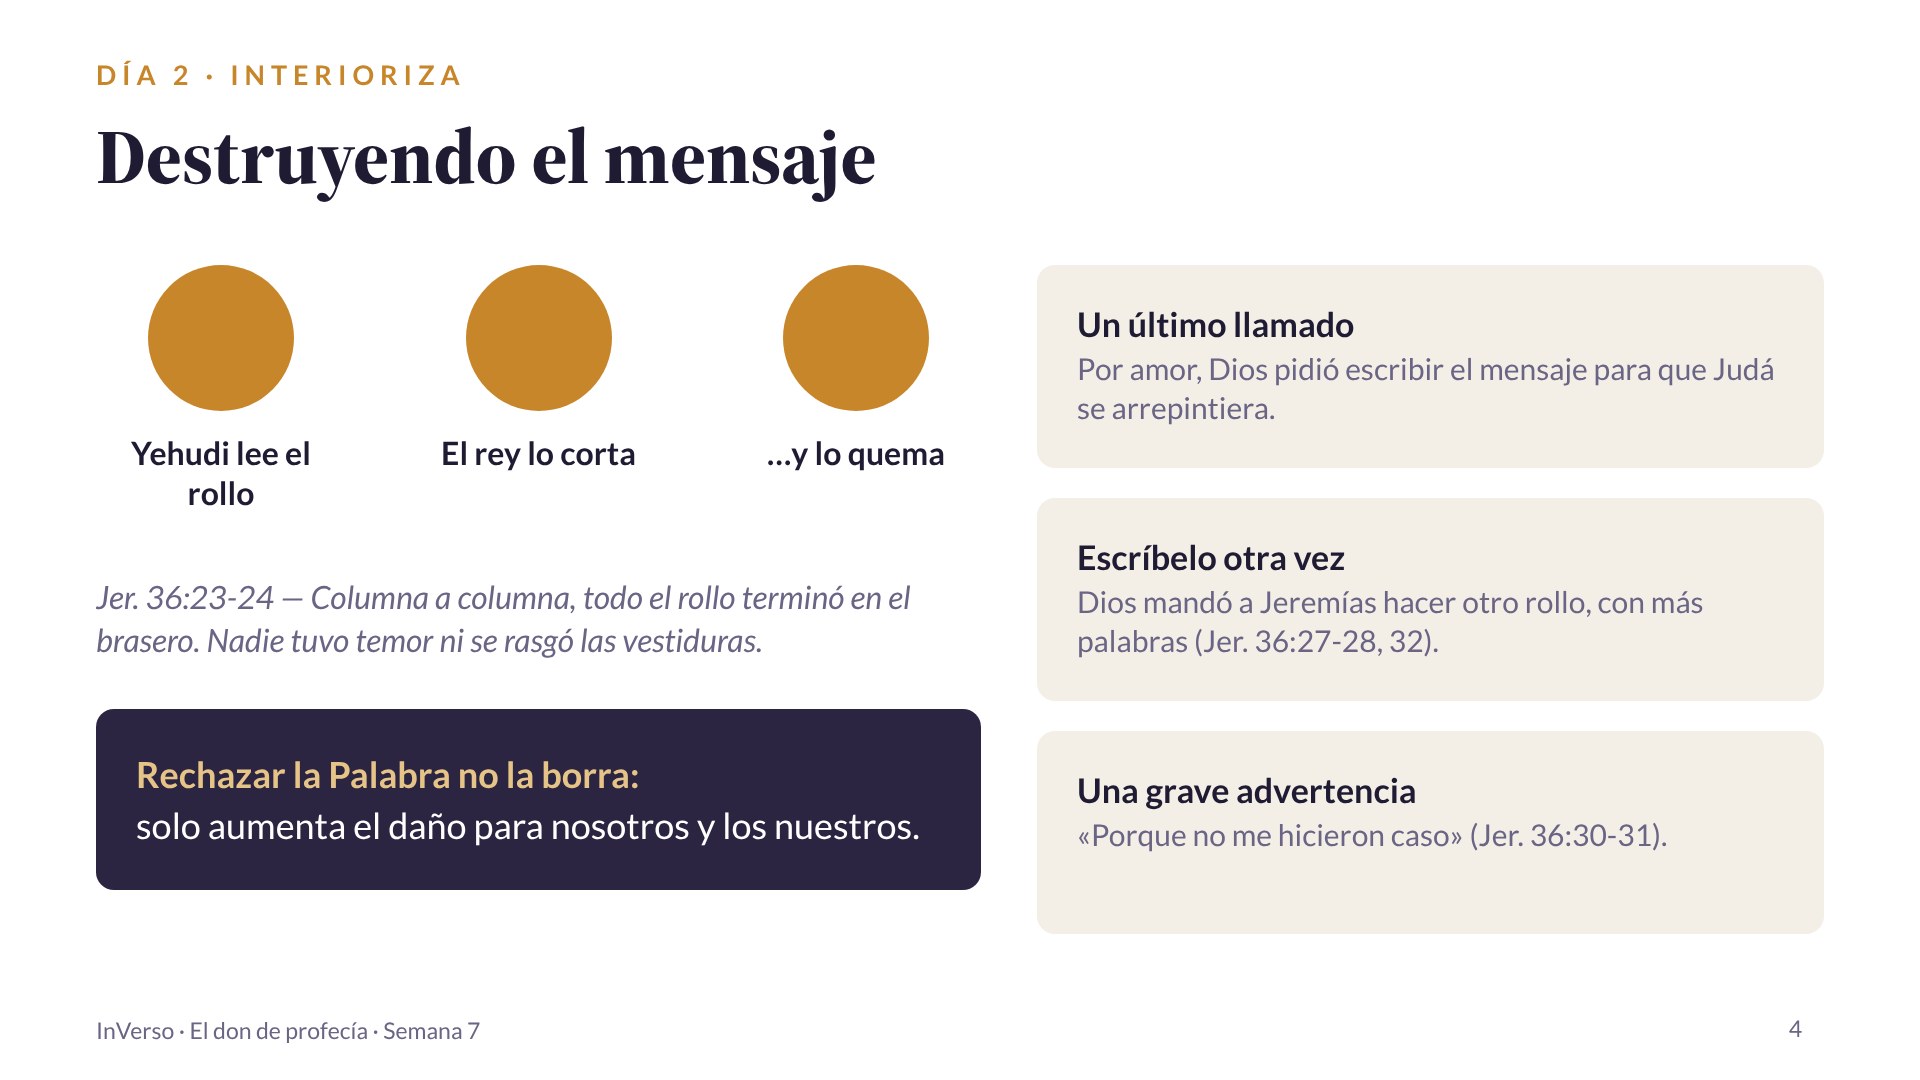 DÍA 2 · INTERIORIZA
Destruyendo el mensaje
Yehudi lee el
rollo
El rey lo corta
...y lo quema
Jer. 36:23-24 — Columna a columna, todo el rollo terminó en el
brasero. Nadie tuvo temor ni se rasgó las vestiduras.
Rechazar la Palabra no la borra:
solo aumenta el daño para nosotros y los nuestros.
Un último llamado
Por amor, Dios pidió escribir el mensaje para que Judá
se arrepintiera.
Escríbelo otra vez
Dios mandó a Jeremías hacer otro rollo, con más
palabras (Jer. 36:27-28, 32).
Una grave advertencia
«Porque no me hicieron caso» (Jer. 36:30-31).
InVerso · El don de profecía · Semana 7
4